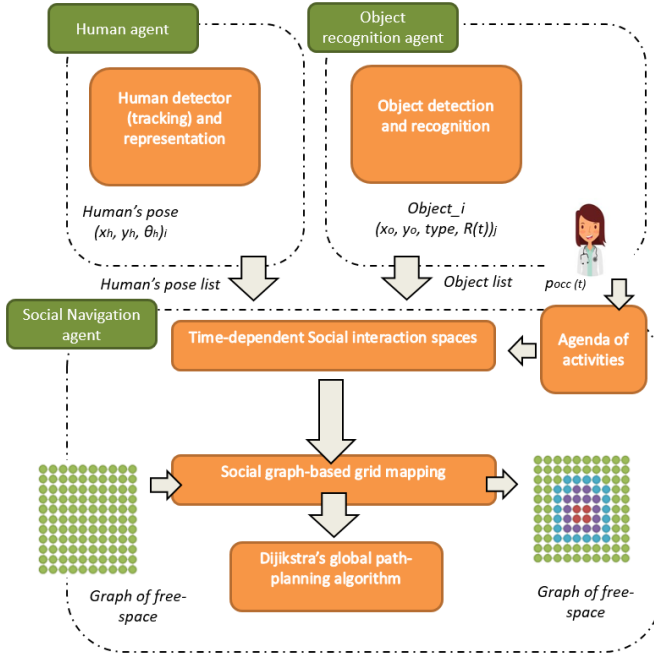 Human agent
Object
recognition agent
Human detector
(tracking) and
representation
Object detection
and recognition
Human's pose
(xh, yh, θh)i
Object_i
(xo, yo, type, R(t))j
Human's pose list
Object list
pocc (t)
Social Navigation
agent
Time-dependent Social interaction spaces
Agenda of
activities
Social graph-based grid mapping
Dijikstra's global path-
planning algorithm
Graph of free-
space
Graph of free-
space